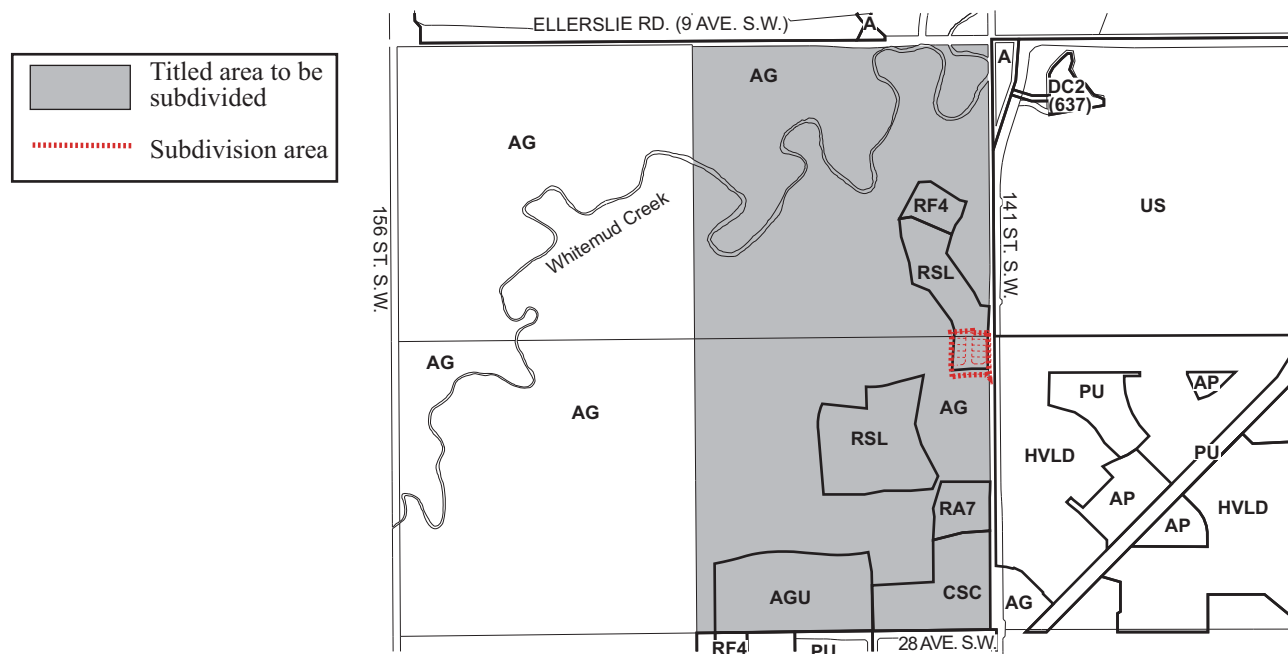 ELLERSLIE RD. (9 AVE. S.W.)
A
Titled area to be
subdivided
Subdivision area
AG
A
DC2
(637)
AG
156 ST. S.W.
Whitemud Creek
RF4
141 ST. S.W.
US
RSL
AG
AG
AG
RSL
PU
AP
HVLD
PU
AP
HVLD
RA7
AP
AGU
CSC
AG
RF4
PU
28 AVE. S.W.